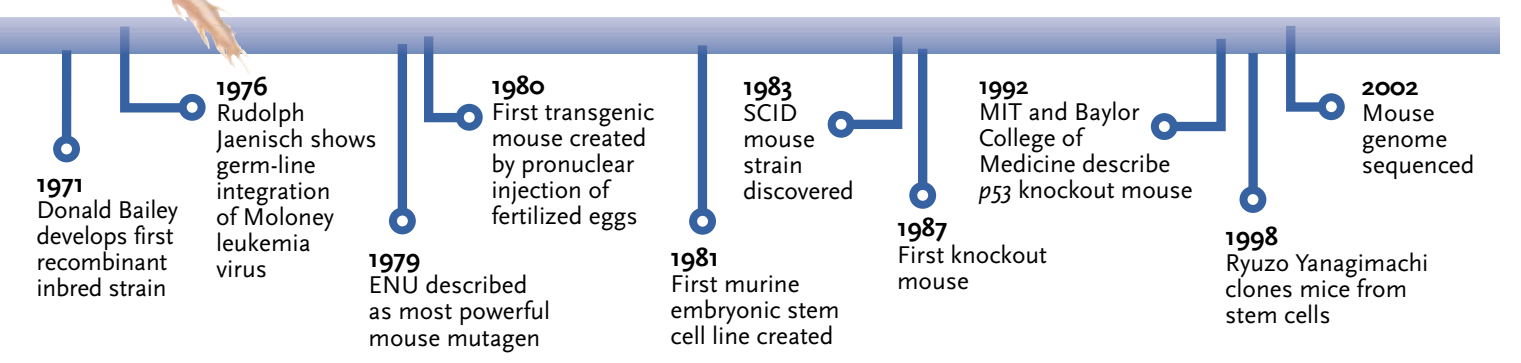 1971
Donald Bailey
develops first
recombinant
inbred strain
1976
Rudolph
Jaenisch shows
germ-line
integration
of Moloney
leukemia
virus
1979
ENU described
as most powerful
mouse mutagen
1980
First transgenic
mouse created
by pronuclear
injection of
fertilized eggs
1981
First murine
embryonic stem
cell line created
1983
SCID
mouse
strain
discovered
1987
First knockout
mouse
1992
MIT and Baylor
College of
Medicine describe
p53 knockout mouse
1998
Ryuzo Yanagimachi
clones mice from
stem cells
2002
Mouse
genome
sequenced